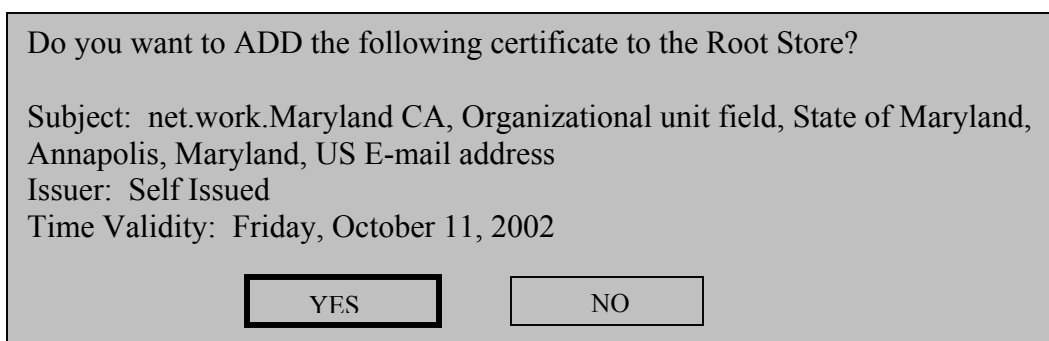 Do you want to ADD the following certificate to the Root Store?
Subject: net.work.Maryland CA, Organizational unit field, State of Maryland,
Annapolis, Maryland, US E-mail address
Issuer: Self Issued
Time Validity: Friday, October 11, 2002
YES NO